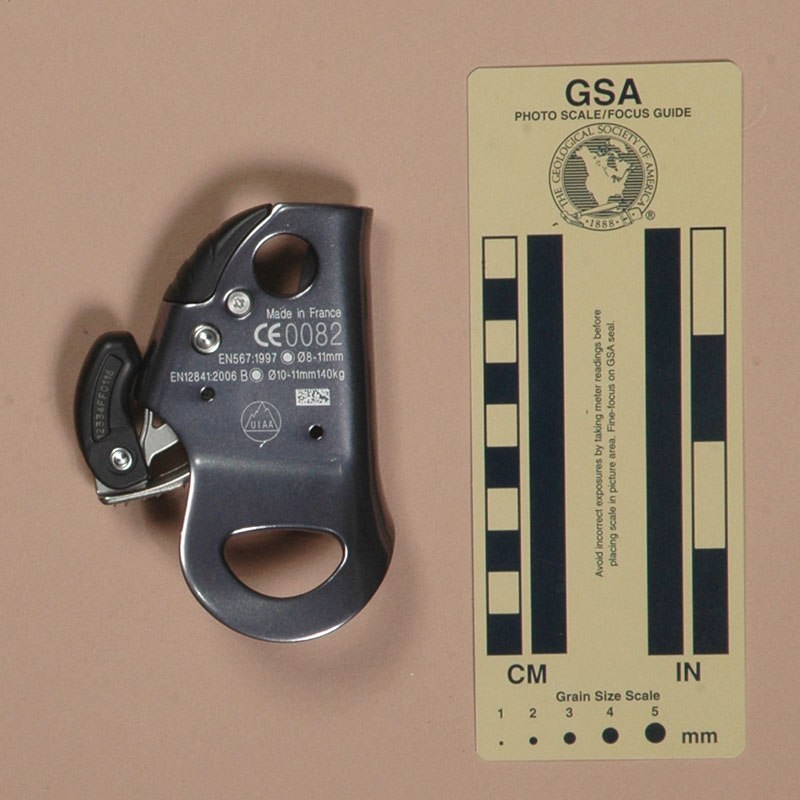 GSA
PHOTO SCALE/FOCUS GUIDE
THE GEOLOGICAL SOCIETY OF AMERICA
1888
®
Made in France
CE0082
EN567:1997 Ø8-11mm
EN12841:2006 B Ø10-11mm140kg
UIAA
Avoid incorrect exposures by taking meter readings before
placing scale in picture area. Fine-focus on GSA seal.
CM
IN
Grain Size Scale
1 2 3 4 5
mm